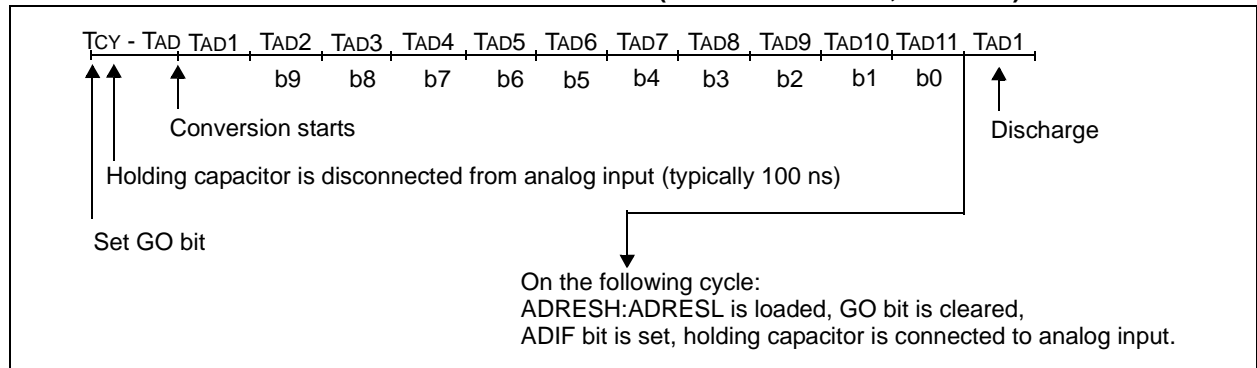 TCY - TAD TAD1 TAD2 TAD3 TAD4 TAD5 TAD6 TAD7 TAD8 TAD9 TAD10 TAD11 TAD1
b9 b8 b7 b6 b5 b4 b3 b2 b1 b0
Conversion starts
Discharge
Holding capacitor is disconnected from analog input (typically 100 ns)
Set GO bit
On the following cycle:
ADRESH:ADRESL is loaded, GO bit is cleared,
ADIF bit is set, holding capacitor is connected to analog input.